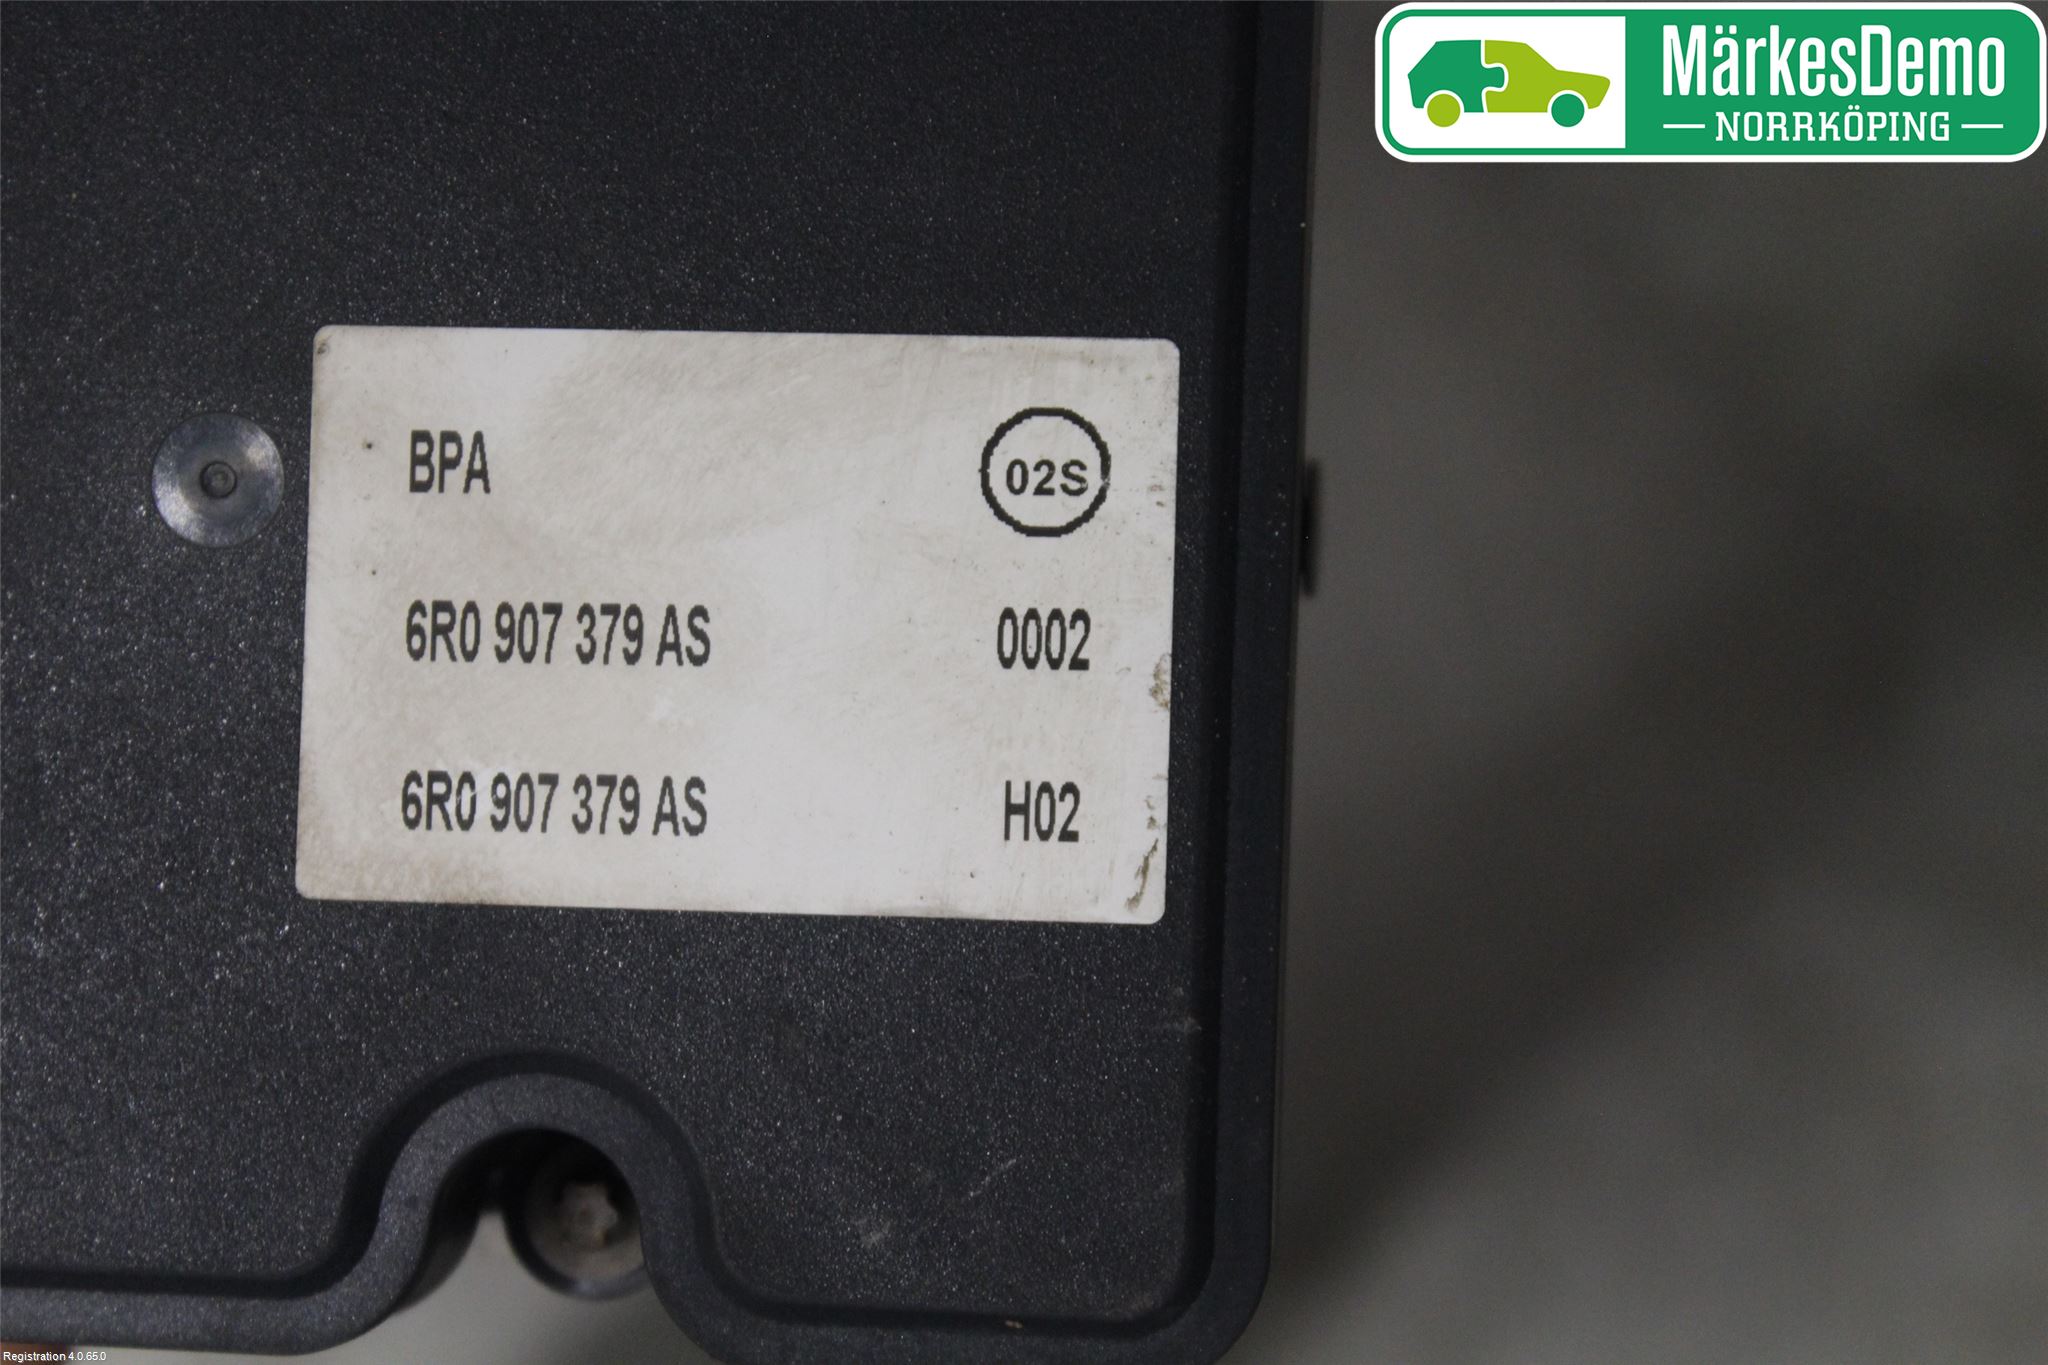 MärkesDemo
NORRKÖPING
BPA 02S
6R0 907 379 AS 0002
6R0 907 379 AS H02
Registration 4.0.65.0